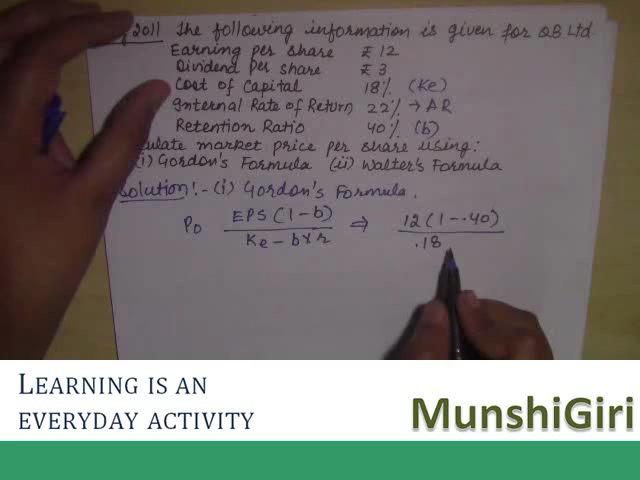 2011 The following information is given for QB Ltd.
Earning per share ₹ 12
Dividend per share ₹ 3
Cost of Capital 18% (Ke)
Internal Rate of Return 22% → AR
Retention Ratio 40% (b)
ulate market price per share using:
(i) Gordon's Formula (ii) Walter's Formula
Solution:- (i) Gordon's Formula.
P0 EPS (1-b) ⇒ 12(1-.40)
Ke - b×r .18
LEARNING IS AN
EVERYDAY ACTIVITY
MunshiGiri